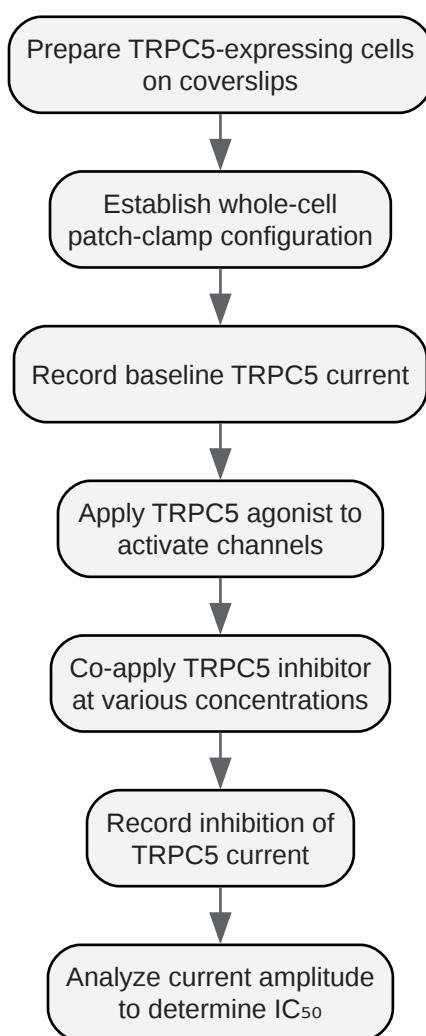 Prepare TRPC5-expressing cells
on coverslips
Establish whole-cell
patch-clamp configuration
Record baseline TRPC5 current
Apply TRPC5 agonist to
activate channels
Co-apply TRPC5 inhibitor
at various concentrations
Record inhibition of
TRPC5 current
Analyze current amplitude
to determine IC₅₀